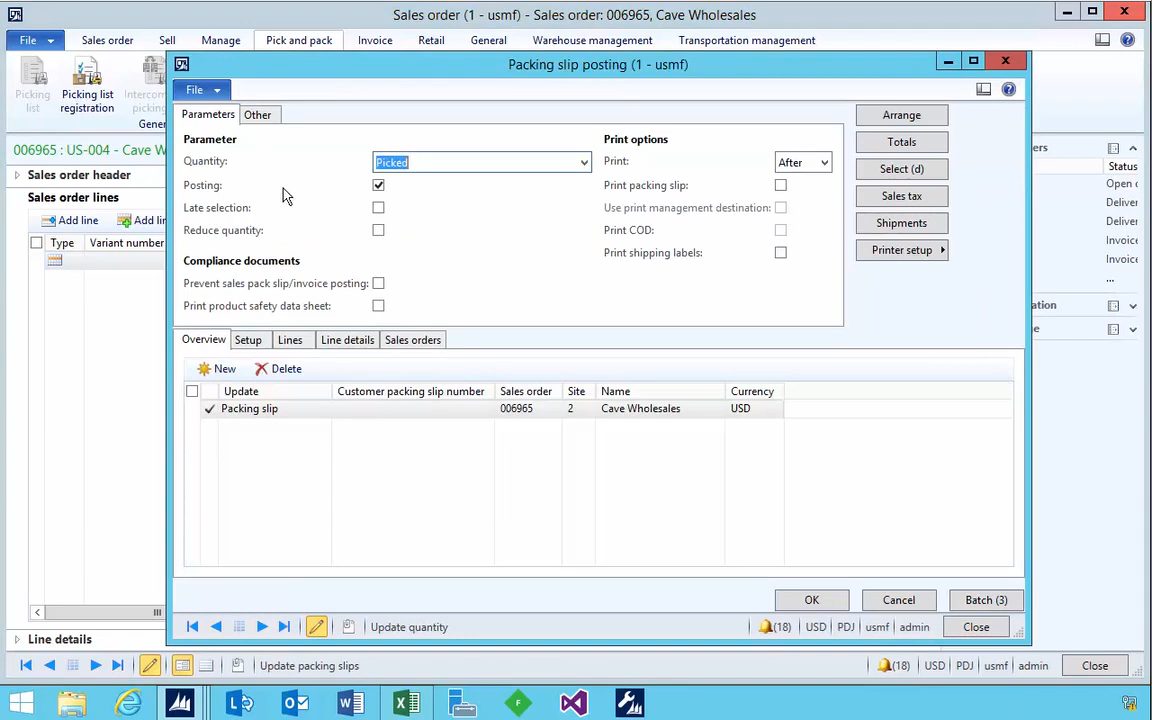 Sales order (1 - usmf) - Sales order: 006965, Cave Wholesales
File Sales order Sell Manage Pick and pack Invoice Retail General Warehouse management Transportation management
Picking list
Picking list registration
Intercom picking
Gener
006965 : US-004 - Cave W
Sales order header
Sales order lines
Add line Add lin
Type Variant number
Line details
Update packing slips
(18) USD PDJ usmf admin Close
Packing slip posting (1 - usmf)
File
Parameters Other
Parameter
Quantity: Picked
Posting:
Late selection:
Reduce quantity:
Compliance documents
Prevent sales pack slip/invoice posting:
Print product safety data sheet:
Print options
Print: After
Print packing slip:
Use print management destination:
Print COD:
Print shipping labels:
Arrange
Totals
Select (d)
Sales tax
Shipments
Printer setup
Overview Setup Lines Line details Sales orders
New Delete
Update Customer packing slip number Sales order Site Name Currency
Packing slip 006965 2 Cave Wholesales USD
OK Cancel Batch (3)
Update quantity
(18) USD PDJ usmf admin Close
ers
Status
Open o
Deliver
Deliver
Invoice
Invoice
...
ation
e